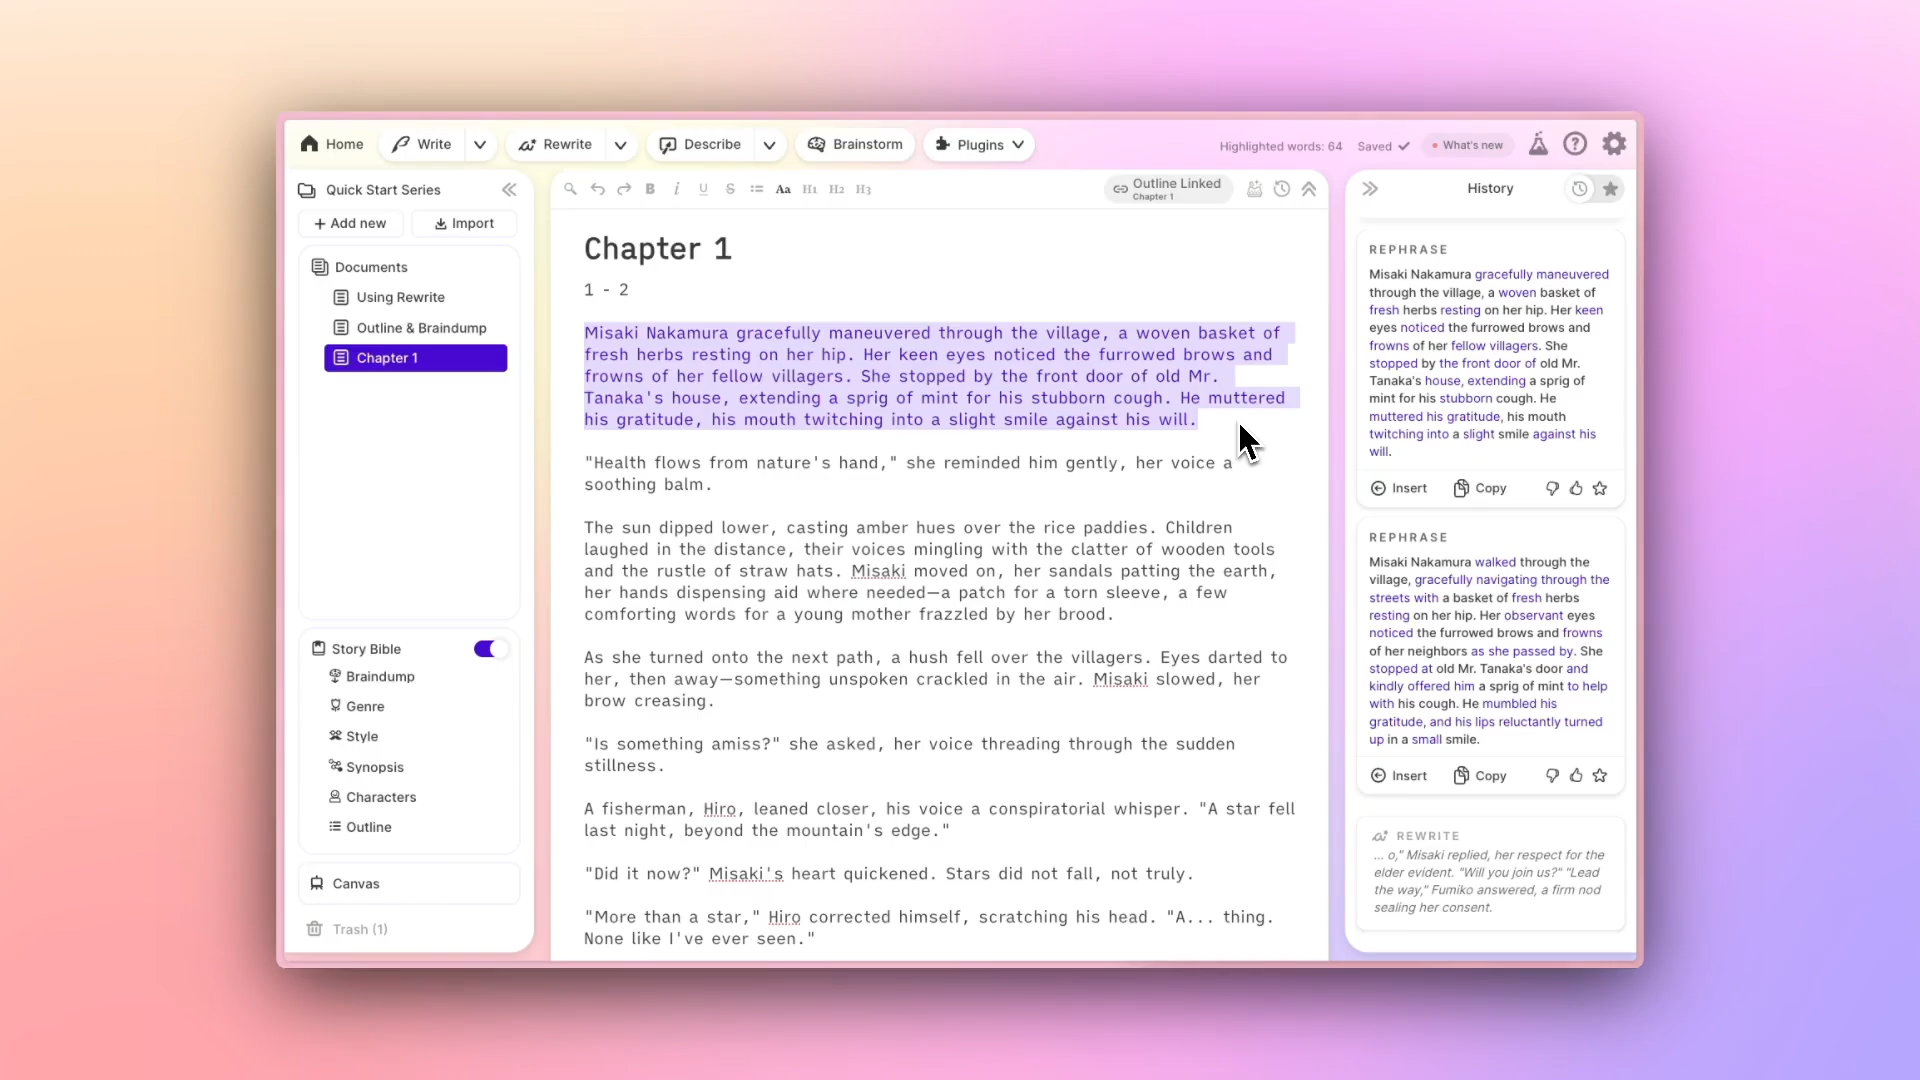 Home
Write
Rewrite
Describe
Brainstorm
Plugins
Highlighted words: 64
Saved
What's new
Quick Start Series
Add new
Import
Documents
Using Rewrite
Outline & Braindump
Chapter 1
Story Bible
Braindump
Genre
Style
Synopsis
Characters
Outline
Canvas
Trash (1)
B i U S Aa H1 H2 H3
Outline Linked
Chapter 1
Chapter 1
1 - 2
Misaki Nakamura gracefully maneuvered through the village, a woven basket of
fresh herbs resting on her hip. Her keen eyes noticed the furrowed brows and
frowns of her fellow villagers. She stopped by the front door of old Mr.
Tanaka's house, extending a sprig of mint for his stubborn cough. He muttered
his gratitude, his mouth twitching into a slight smile against his will.
"Health flows from nature's hand," she reminded him gently, her voice a
soothing balm.
The sun dipped lower, casting amber hues over the rice paddies. Children
laughed in the distance, their voices mingling with the clatter of wooden tools
and the rustle of straw hats. Misaki moved on, her sandals patting the earth,
her hands dispensing aid where needed—a patch for a torn sleeve, a few
comforting words for a young mother frazzled by her brood.
As she turned onto the next path, a hush fell over the villagers. Eyes darted to
her, then away—something unspoken crackled in the air. Misaki slowed, her
brow creasing.
"Is something amiss?" she asked, her voice threading through the sudden
stillness.
A fisherman, Hiro, leaned closer, his voice a conspiratorial whisper. "A star fell
last night, beyond the mountain's edge."
"Did it now?" Misaki's heart quickened. Stars did not fall, not truly.
"More than a star," Hiro corrected himself, scratching his head. "A... thing.
None like I've ever seen."
History
REPHRASE
Misaki Nakamura gracefully maneuvered
through the village, a woven basket of
fresh herbs resting on her hip. Her keen
eyes noticed the furrowed brows and
frowns of her fellow villagers. She
stopped by the front door of old Mr.
Tanaka's house, extending a sprig of
mint for his stubborn cough. He
muttered his gratitude, his mouth
twitching into a slight smile against his
will.
Insert
Copy
REPHRASE
Misaki Nakamura walked through the
village, gracefully navigating through the
streets with a basket of fresh herbs
resting on her hip. Her observant eyes
noticed the furrowed brows and frowns
of her neighbors as she passed by. She
stopped at old Mr. Tanaka's door and
kindly offered him a sprig of mint to help
with his cough. He mumbled his
gratitude, and his lips reluctantly turned
up in a small smile.
Insert
Copy
REWRITE
... o," Misaki replied, her respect for the
elder evident. "Will you join us?" "Lead
the way," Fumiko answered, a firm nod
sealing her consent.